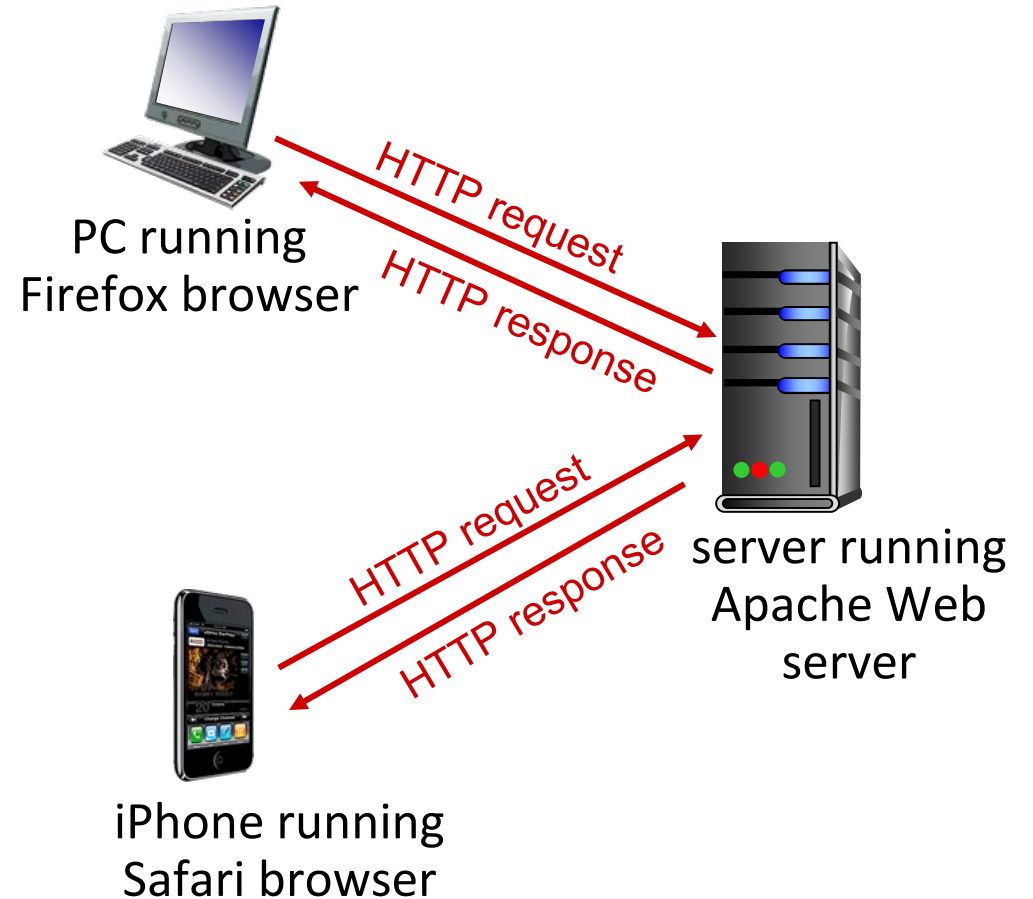 PC running
Firefox browser
HTTP request
HTTP response
HTTP request
HTTP response
server running
Apache Web
server
iPhone running
Safari browser